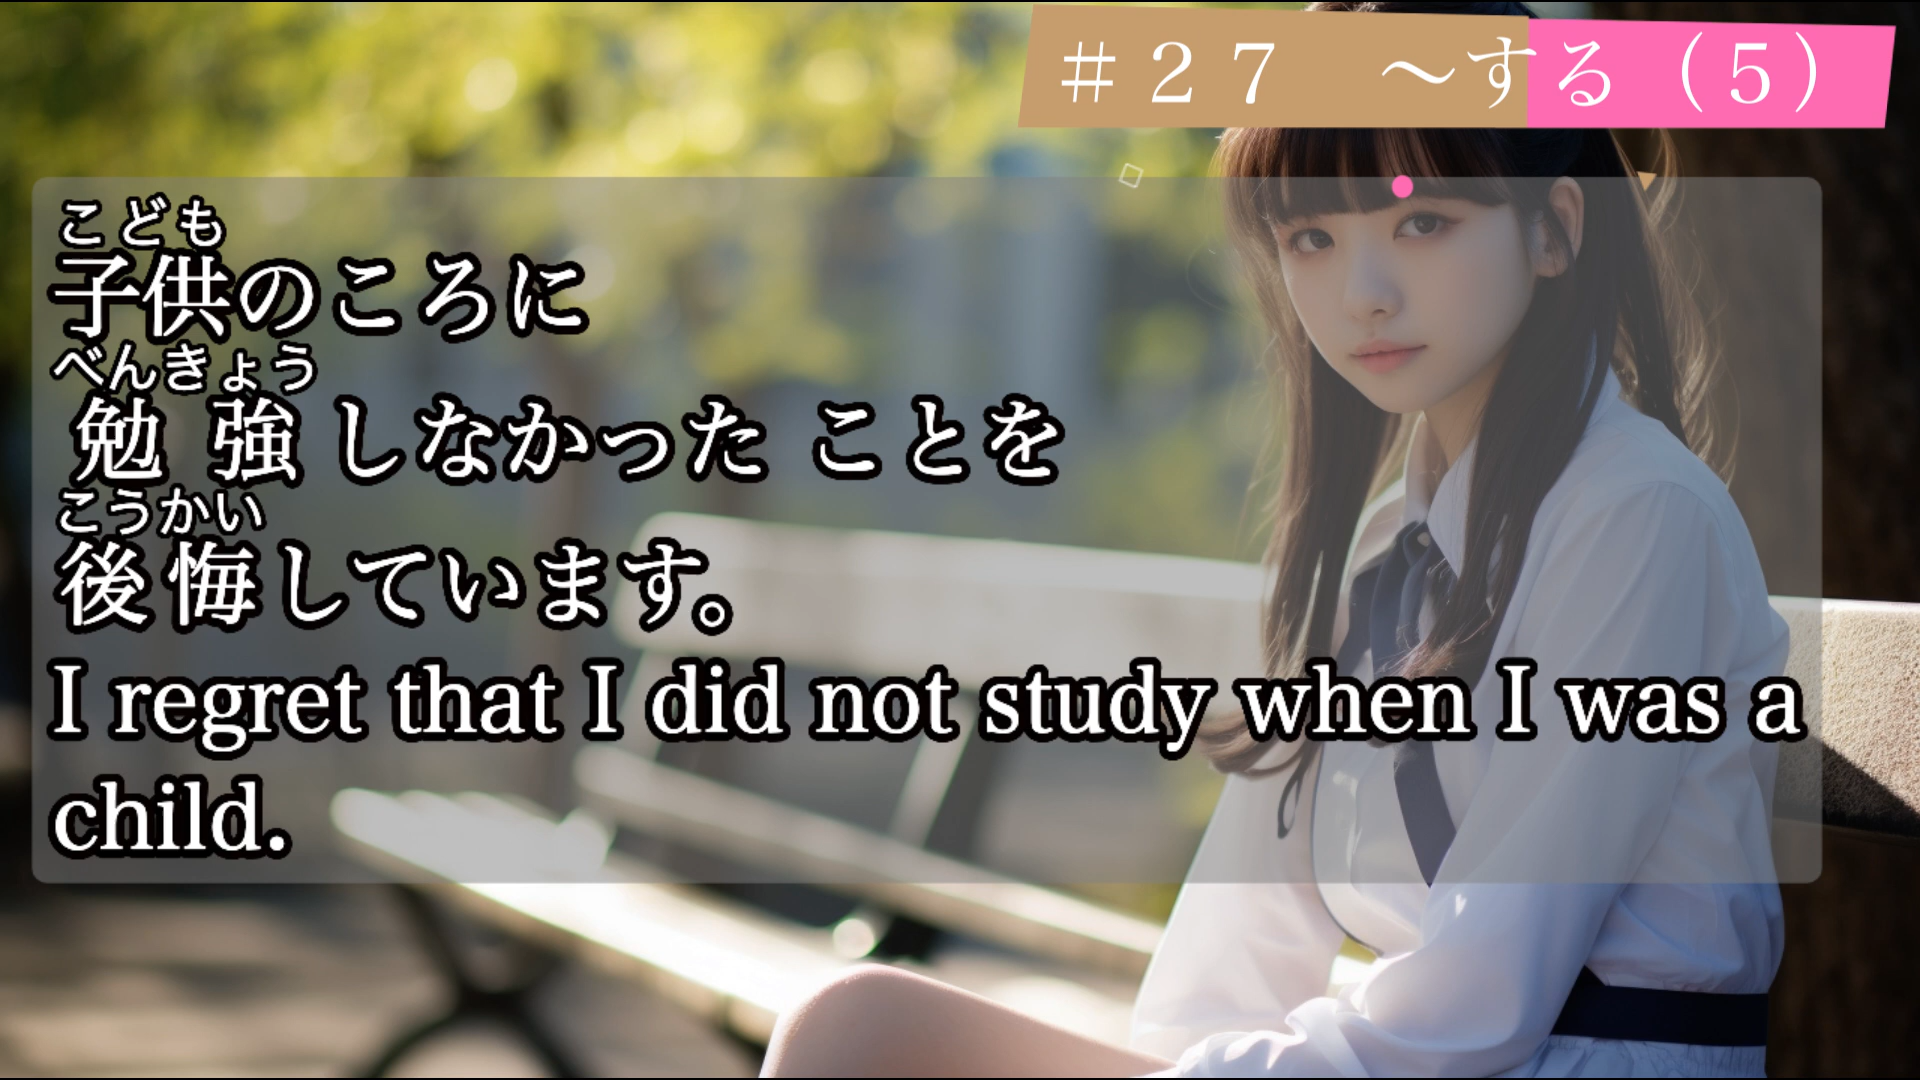 ＃２７　～する（５）
こども
子供のころに
べんきょう
勉強しなかった ことを
こうかい
後悔しています。
I regret that I did not study when I was a
child.